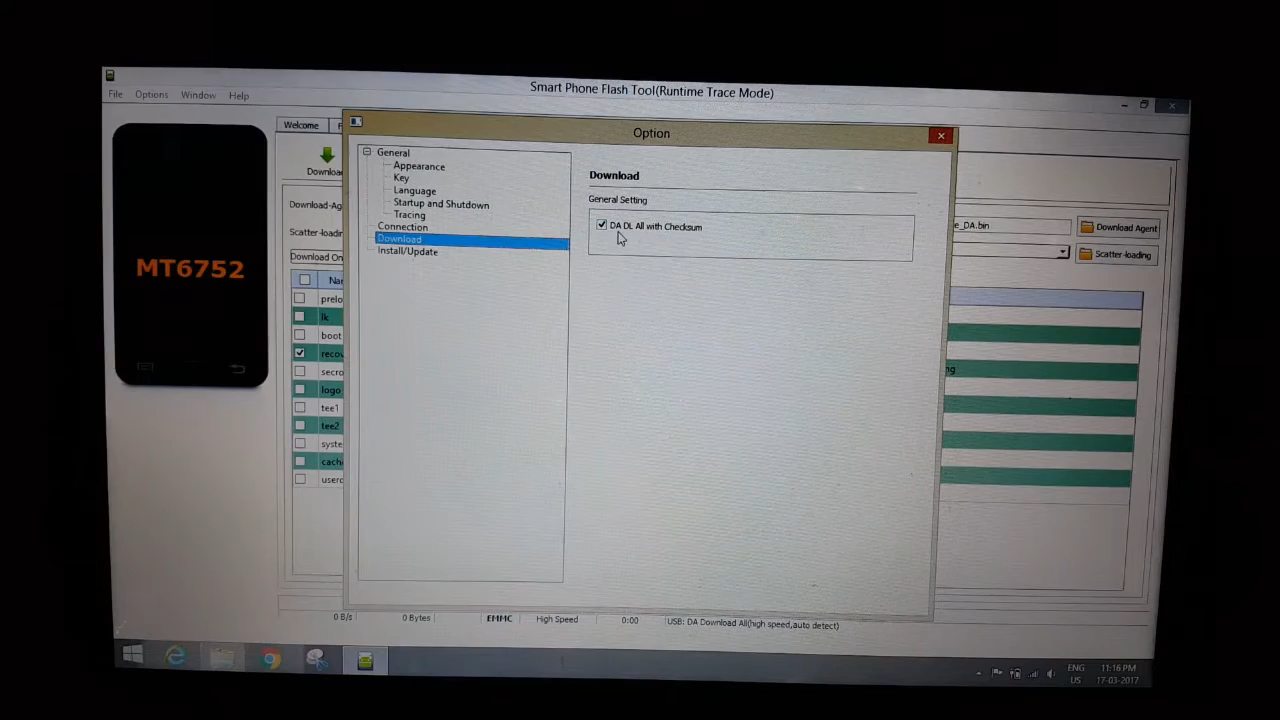 Smart Phone Flash Tool(Runtime Trace Mode)
File Options Window Help
Welcome
Option
General
Appearance
Key
Language
Startup and Shutdown
Tracing
Connection
Download
Install/Update
Download
General Setting
DA DL All with Checksum
MT6752
Download
Download-Ag
e_DA.bin
Download Agent
Scatter-loadin
Scatter-loading
Download On
Nar
prelo
lk
boot
recov
secro
ng
logo
tee1
tee2
syste
cache
userd
0 B/s 0 Bytes EMMC High Speed 0:00 USB: DA Download All(high speed,auto detect)
ENG
US
11:16 PM
17-03-2017